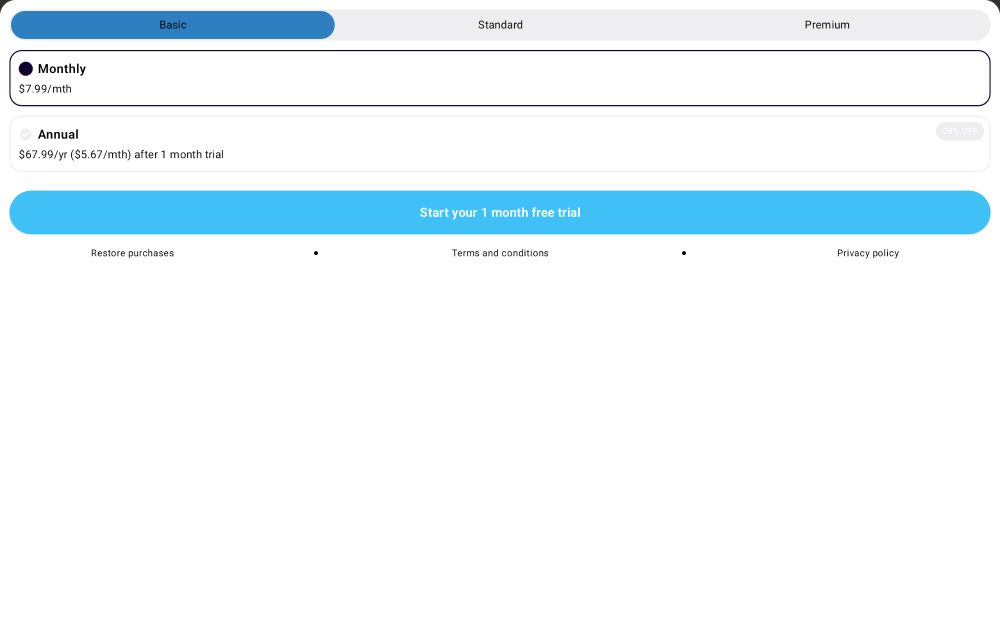 Basic
Standard
Premium
Monthly
$7.99/mth
Annual
29% OFF
$67.99/yr ($5.67/mth) after 1 month trial
Start your 1 month free trial
Restore purchases
Terms and conditions
Privacy policy